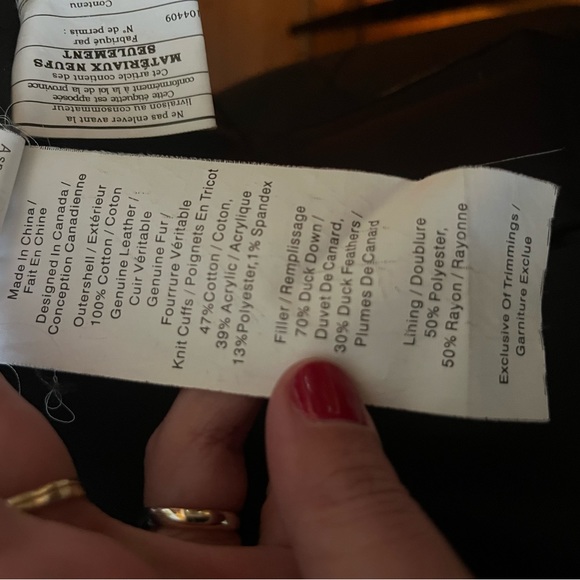 Ne pas enlever avant la
livraison au consommateur
Cette étiquette est apposée
conformément à la loi de la province
Cet article contient des
MATÉRIAUX NEUFS
SEULEMENT
Fabriqué par
N° de permis :
104409
Contenu
Made In China /
Fait En Chine
Designed In Canada /
Conception Canadienne
Outershell / Extérieur
100% Cotton / Coton
Genuine Leather /
Cuir Véritable
Genuine Fur /
Fourrure Véritable
Knit Cuffs / Poignets En Tricot
47%Cotton / Coton,
39% Acrylic / Acrylique
13%Polyester,1% Spandex
Filler / Remplissage
70% Duck Down /
Duvet De Canard,
30% Duck Feathers /
Plumes De Canard
Lining / Doublure
50% Polyester,
50% Rayon / Rayonne
Exclusive Of Trimmings /
Garniture Exclue